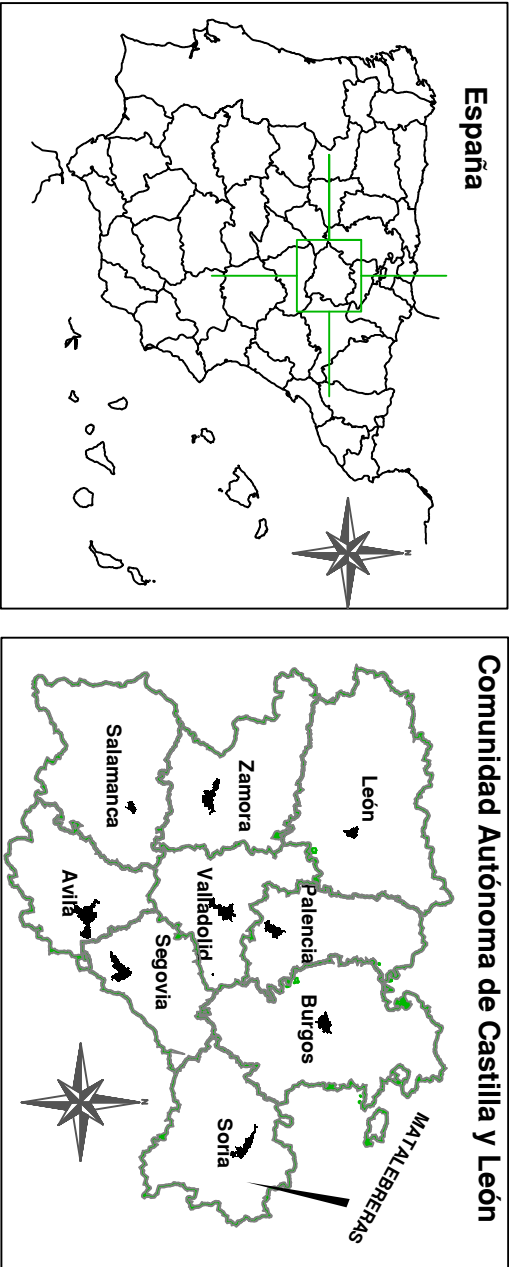 España
N
Comunidad Autónoma de Castilla y León
MATALEBRERAS
León
Palencia
Burgos
Zamora
Valladolid
Soria
Segovia
Salamanca
Avila
N